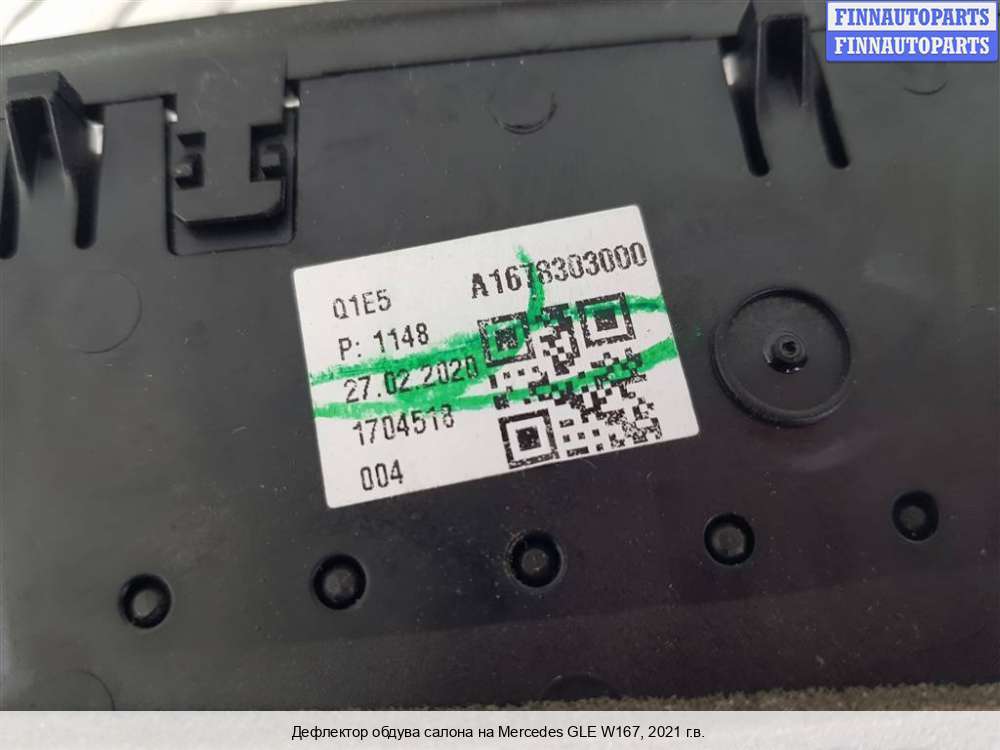 FINNAUTOPARTS
FINNAUTOPARTS
A1678303000
Q1E5
P: 1148
27.02.2020
1704518
004
Дефлектор обдува салона на Mercedes GLE W167, 2021 г.в.